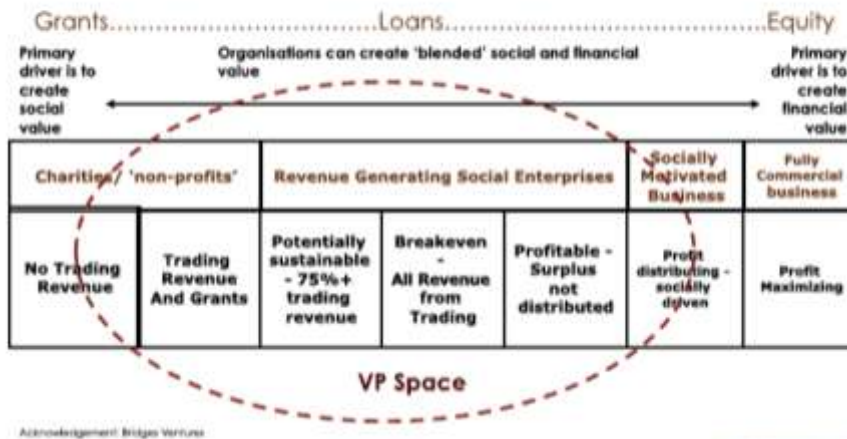 Grants....................................Loans....................................Equity
Primary
driver is to
create
social
value
Organisations can create 'blended' social and financial
value
Primary
driver is to
create
financial
value
Charities/ 'non-profits'
Revenue Generating Social Enterprises
Socially
Motivated
Business
Fully
Commercial
business
No Trading
Revenue
Trading
Revenue
And Grants
Potentially
sustainable
- 75%+
trading
revenue
Breakeven
-
All Revenue
from
Trading
Profitable -
Surplus
not
distributed
Profit
distributing -
socially
driven
Profit
Maximizing
VP Space
Acknowledgement: Bridges Ventures